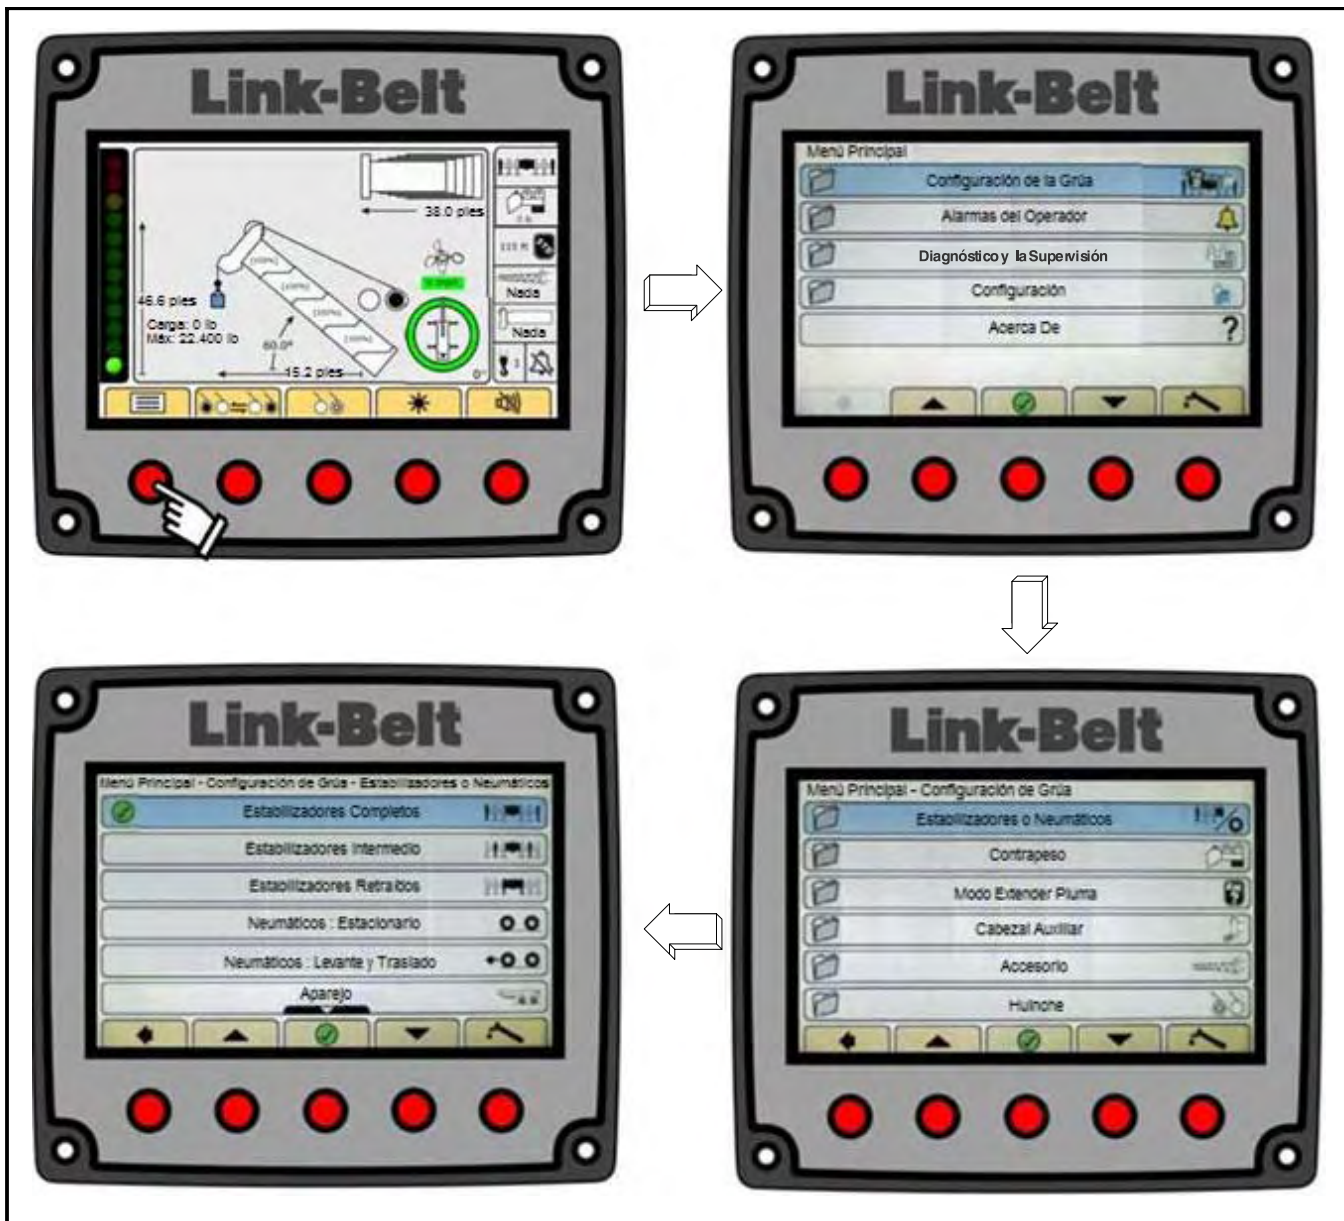 Link-Belt
38.0 pies
46.6 pies
Carga: 0 lb
Máx: 22.400 lb
60.0°
15.2 pies
0°
Nada
Nada
Link-Belt
Menú Principal
Configuración de la Grúa
Alarmas del Operador
Diagnóstico y la Supervisión
Configuración
Acerca De
?
Link-Belt
Menú Principal - Configuración de Grúa - Estabilizadores o Neumáticos
Estabilizadores Completos
Estabilizadores Intermedio
Estabilizadores Retraíbos
Neumáticos : Estacionario
Neumáticos : Levante y Traslado
Aparejo
Link-Belt
Menú Principal - Configuración de Grúa
Estabilizadores o Neumáticos
Contrapeso
Modo Extender Pluma
Cabezal Auxiliar
Accesorio
Huinche